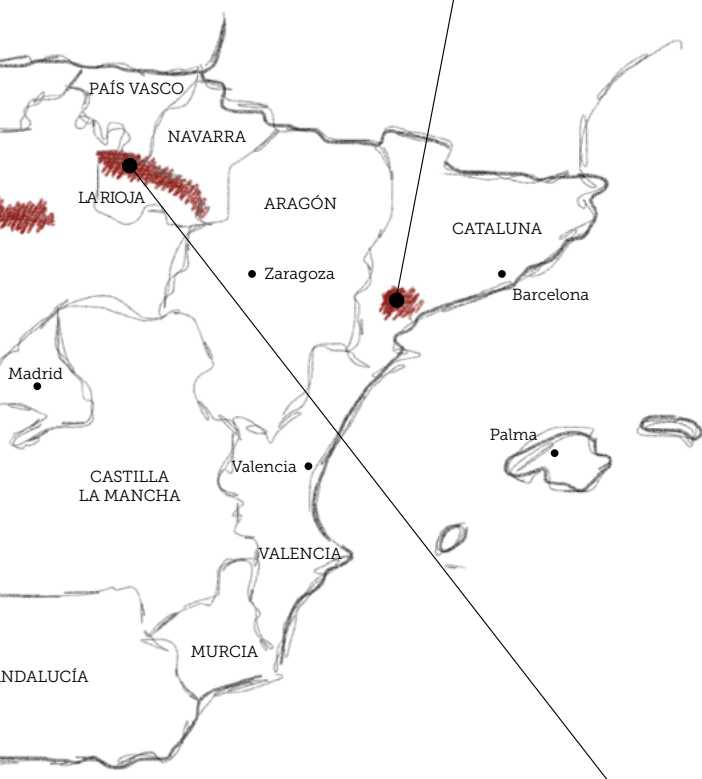 PAÍS VASCO
NAVARRA
LA RIOJA
ARAGÓN
CATALUNA
Zaragoza
Barcelona
Madrid
Palma
Valencia
CASTILLA
LA MANCHA
VALENCIA
MURCIA
NDALUCÍA